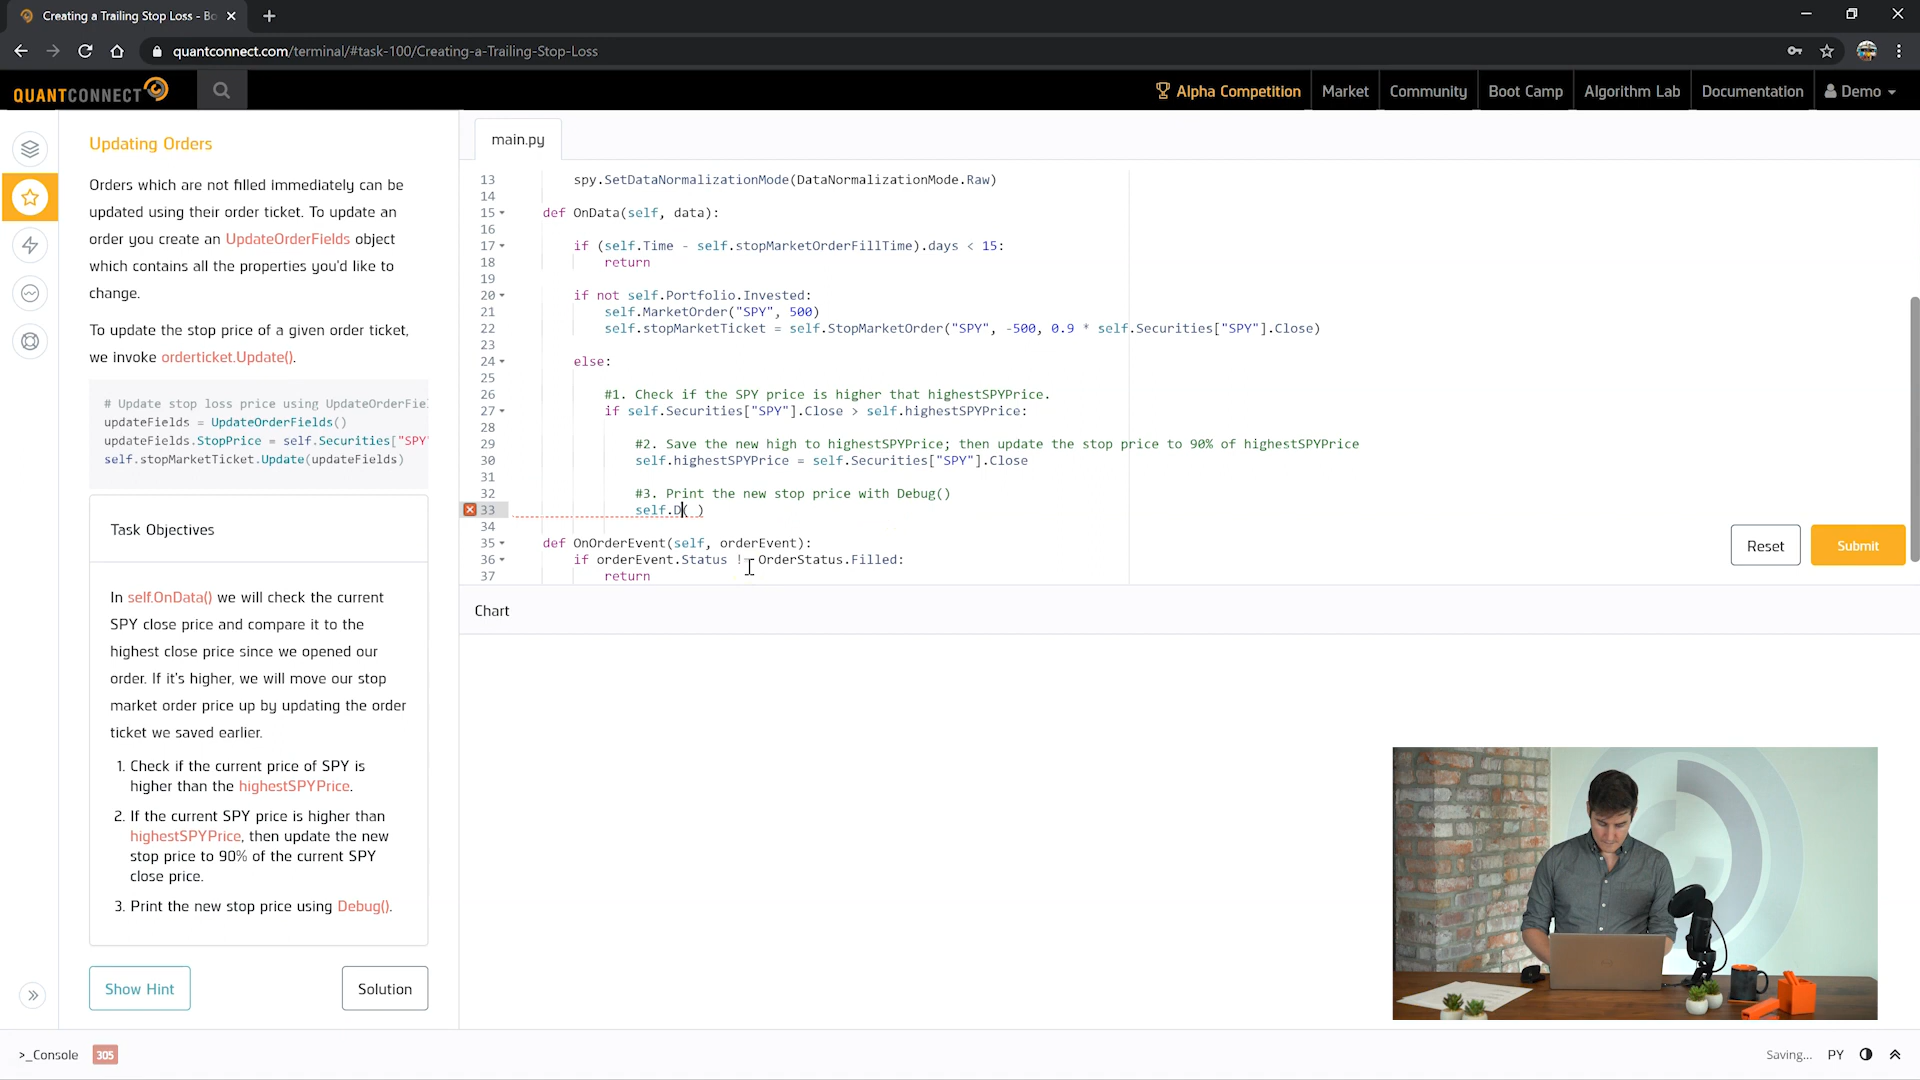 Creating a Trailing Stop Loss - Bo
quantconnect.com/terminal/#task-100/Creating-a-Trailing-Stop-Loss
QUANTCONNECT
Alpha Competition
Market
Community
Boot Camp
Algorithm Lab
Documentation
Demo
Updating Orders
Orders which are not filled immediately can be
updated using their order ticket. To update an
order you create an UpdateOrderFields object
which contains all the properties you'd like to
change.
To update the stop price of a given order ticket,
we invoke orderticket.Update().
# Update stop loss price using UpdateOrderFie
updateFields = UpdateOrderFields()
updateFields.StopPrice = self.Securities["SPY"
self.stopMarketTicket.Update(updateFields)
Task Objectives
In self.OnData() we will check the current
SPY close price and compare it to the
highest close price since we opened our
order. If it's higher, we will move our stop
market order price up by updating the order
ticket we saved earlier.
1. Check if the current price of SPY is
higher than the highestSPYPrice.
2. If the current SPY price is higher than
highestSPYPrice, then update the new
stop price to 90% of the current SPY
close price.
3. Print the new stop price using Debug().
Show Hint
Solution
main.py
13 spy.SetDataNormalizationMode(DataNormalizationMode.Raw)
14
15 def OnData(self, data):
16
17 if (self.Time - self.stopMarketOrderFillTime).days < 15:
18 return
19
20 if not self.Portfolio.Invested:
21 self.MarketOrder("SPY", 500)
22 self.stopMarketTicket = self.StopMarketOrder("SPY", -500, 0.9 * self.Securities["SPY"].Close)
23
24 else:
25
26 #1. Check if the SPY price is higher that highestSPYPrice.
27 if self.Securities["SPY"].Close > self.highestSPYPrice:
28
29 #2. Save the new high to highestSPYPrice; then update the stop price to 90% of highestSPYPrice
30 self.highestSPYPrice = self.Securities["SPY"].Close
31
32 #3. Print the new stop price with Debug()
33 self.D( )
34
35 def OnOrderEvent(self, orderEvent):
36 if orderEvent.Status != OrderStatus.Filled:
37 return
Reset
Submit
Chart
>_Console 305
Saving...
PY